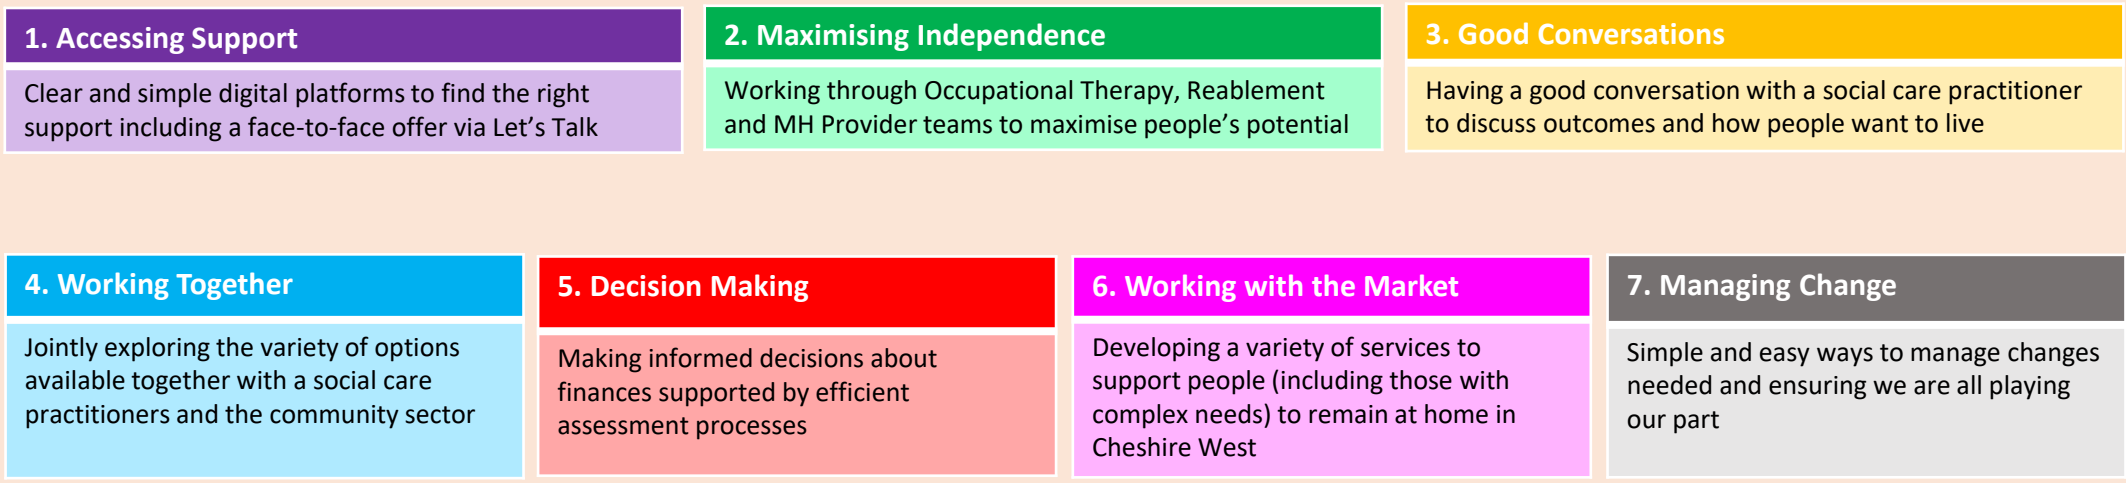 1. Accessing Support
Clear and simple digital platforms to find the right
support including a face-to-face offer via Let’s Talk
2. Maximising Independence
Working through Occupational Therapy, Reablement
and MH Provider teams to maximise people’s potential
3. Good Conversations
Having a good conversation with a social care practitioner
to discuss outcomes and how people want to live
4. Working Together
Jointly exploring the variety of options
available together with a social care
practitioners and the community sector
5. Decision Making
Making informed decisions about
finances supported by efficient
assessment processes
6. Working with the Market
Developing a variety of services to
support people (including those with
complex needs) to remain at home in
Cheshire West
7. Managing Change
Simple and easy ways to manage changes
needed and ensuring we are all playing
our part